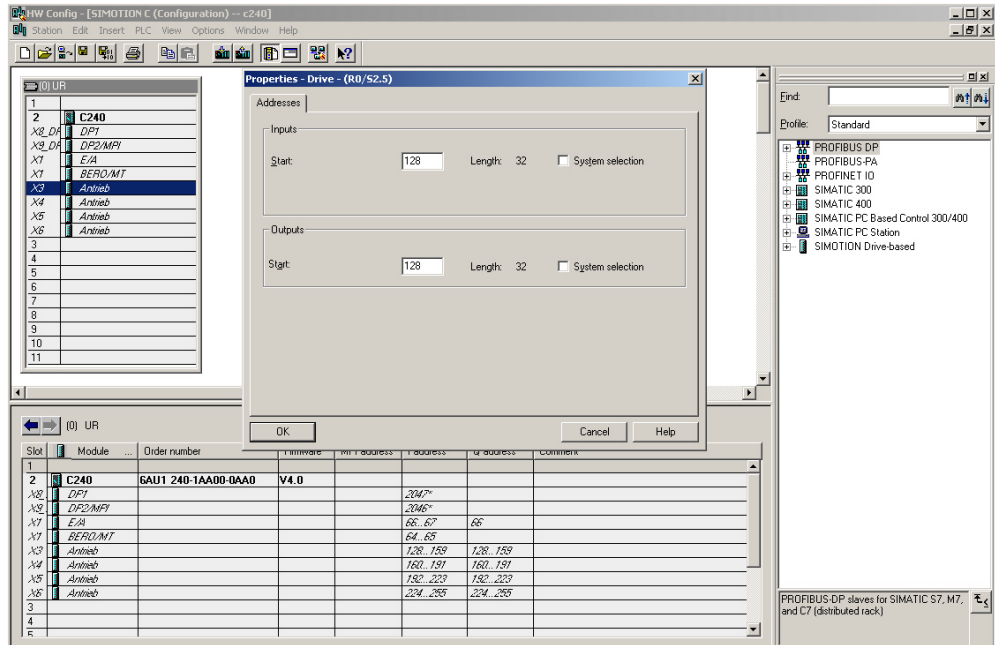 HW Config - [SIMOTION C (Configuration) -- c240]
Station Edit Insert PLC View Options Window Help
(0) UR
1
2 C240
X8_DP DP1
X9_DP DP2/MPI
X1 E/A
X1 BERO/MT
X3 Antrieb
X4 Antrieb
X5 Antrieb
X6 Antrieb
3
4
5
6
7
8
9
10
11
Properties - Drive - (R0/S2.5)
Addresses
Inputs
Start: 128 Length: 32 System selection
Outputs
Start: 128 Length: 32 System selection
OK Cancel Help
Find:
Profile: Standard
PROFIBUS DP
PROFIBUS-PA
PROFINET IO
SIMATIC 300
SIMATIC 400
SIMATIC PC Based Control 300/400
SIMATIC PC Station
SIMOTION Drive-based
PROFIBUS-DP slaves for SIMATIC S7, M7,
and C7 (distributed rack)
(0) UR
Slot Module ... Order number Firmware MPI address I address Q address Comment
1
2 C240 6AU1 240-1AA00-0AA0 V4.0
X8 DP1 2047*
X9 DP2/MPI 2046*
X1 E/A 66...67 66
X1 BERO/MT 64...65
X3 Antrieb 128...159 128...159
X4 Antrieb 160...191 160...191
X5 Antrieb 192...223 192...223
X6 Antrieb 224...255 224...255
3
4
5